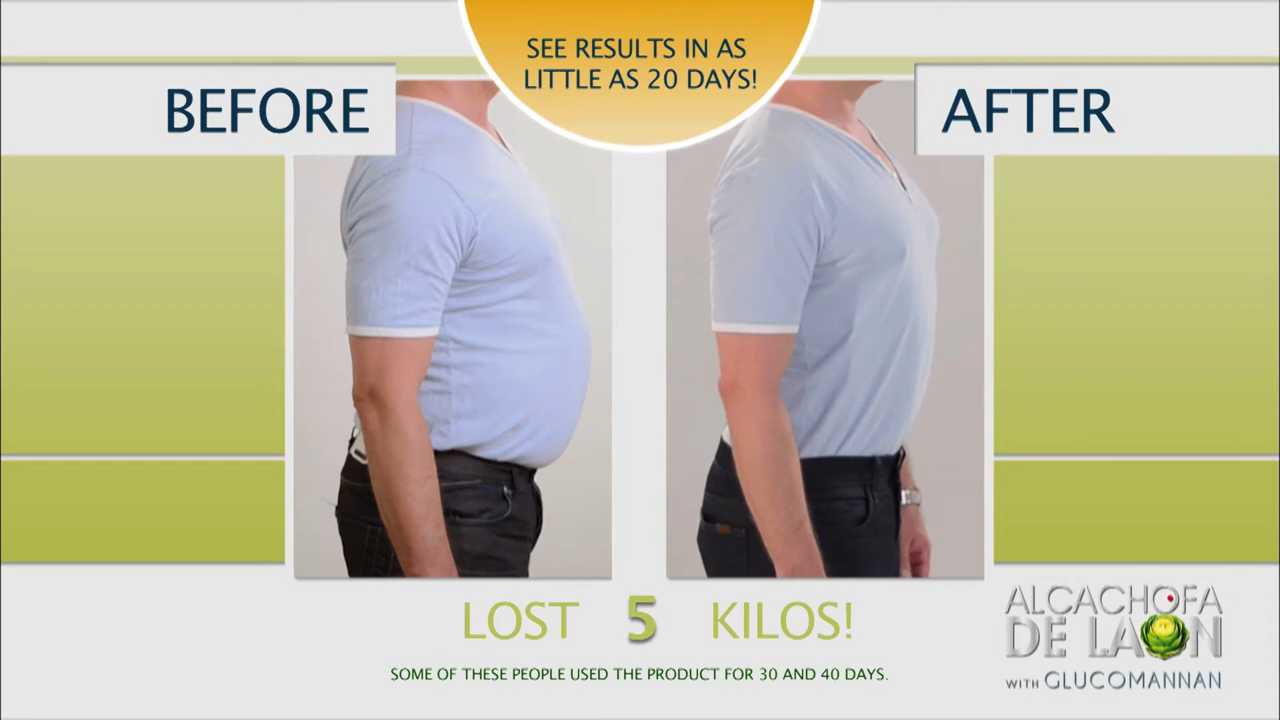 SEE RESULTS IN AS
LITTLE AS 20 DAYS!
BEFORE
AFTER
LOST 5 KILOS!
SOME OF THESE PEOPLE USED THE PRODUCT FOR 30 AND 40 DAYS.
ALCACHOFA
DE LAON
WITH GLUCOMANNAN